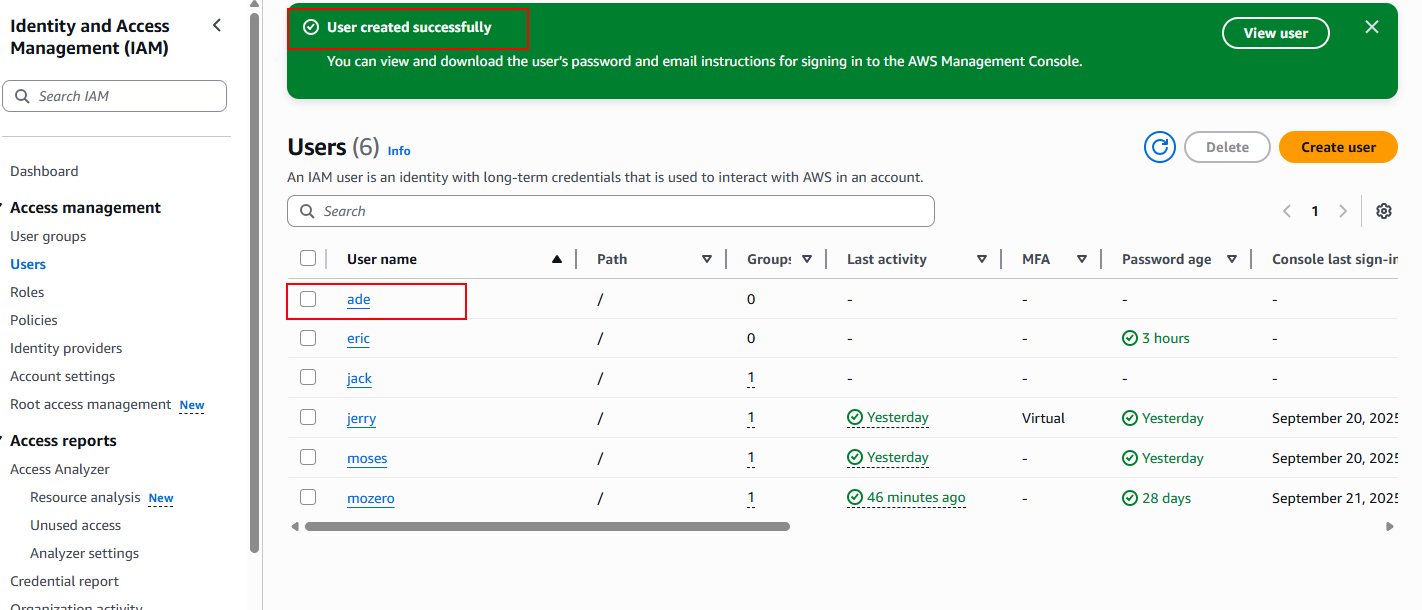 Identity and Access
Management (IAM)
Search IAM
Dashboard
Access management
User groups
Users
Roles
Policies
Identity providers
Account settings
Root access management New
Access reports
Access Analyzer
Resource analysis New
Unused access
Analyzer settings
Credential report
Organization activity
User created successfully
View user
You can view and download the user's password and email instructions for signing in to the AWS Management Console.
Users (6) Info
Delete
Create user
An IAM user is an identity with long-term credentials that is used to interact with AWS in an account.
Search
1
User name Path Groups Last activity MFA Password age Console last sign-in
ade / 0 - - - -
eric / 0 - - 3 hours -
jack / 1 - - - -
jerry / 1 Yesterday Virtual Yesterday September 20, 2025
moses / 1 Yesterday - Yesterday September 20, 2025
mozero / 1 46 minutes ago - 28 days September 21, 2025